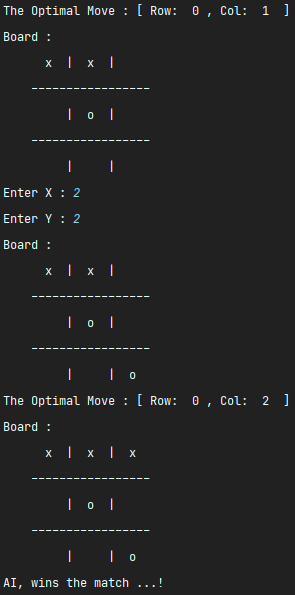 The Optimal Move : [ Row:  0 , Col:  1  ]
Board :
x  |  x  |
-----------------
|  o  |
-----------------
|     |
Enter X : 2
Enter Y : 2
Board :
x  |  x  |
-----------------
|  o  |
-----------------
|     |  o
The Optimal Move : [ Row:  0 , Col:  2  ]
Board :
x  |  x  |  x
-----------------
|  o  |
-----------------
|     |  o
AI, wins the match ...!